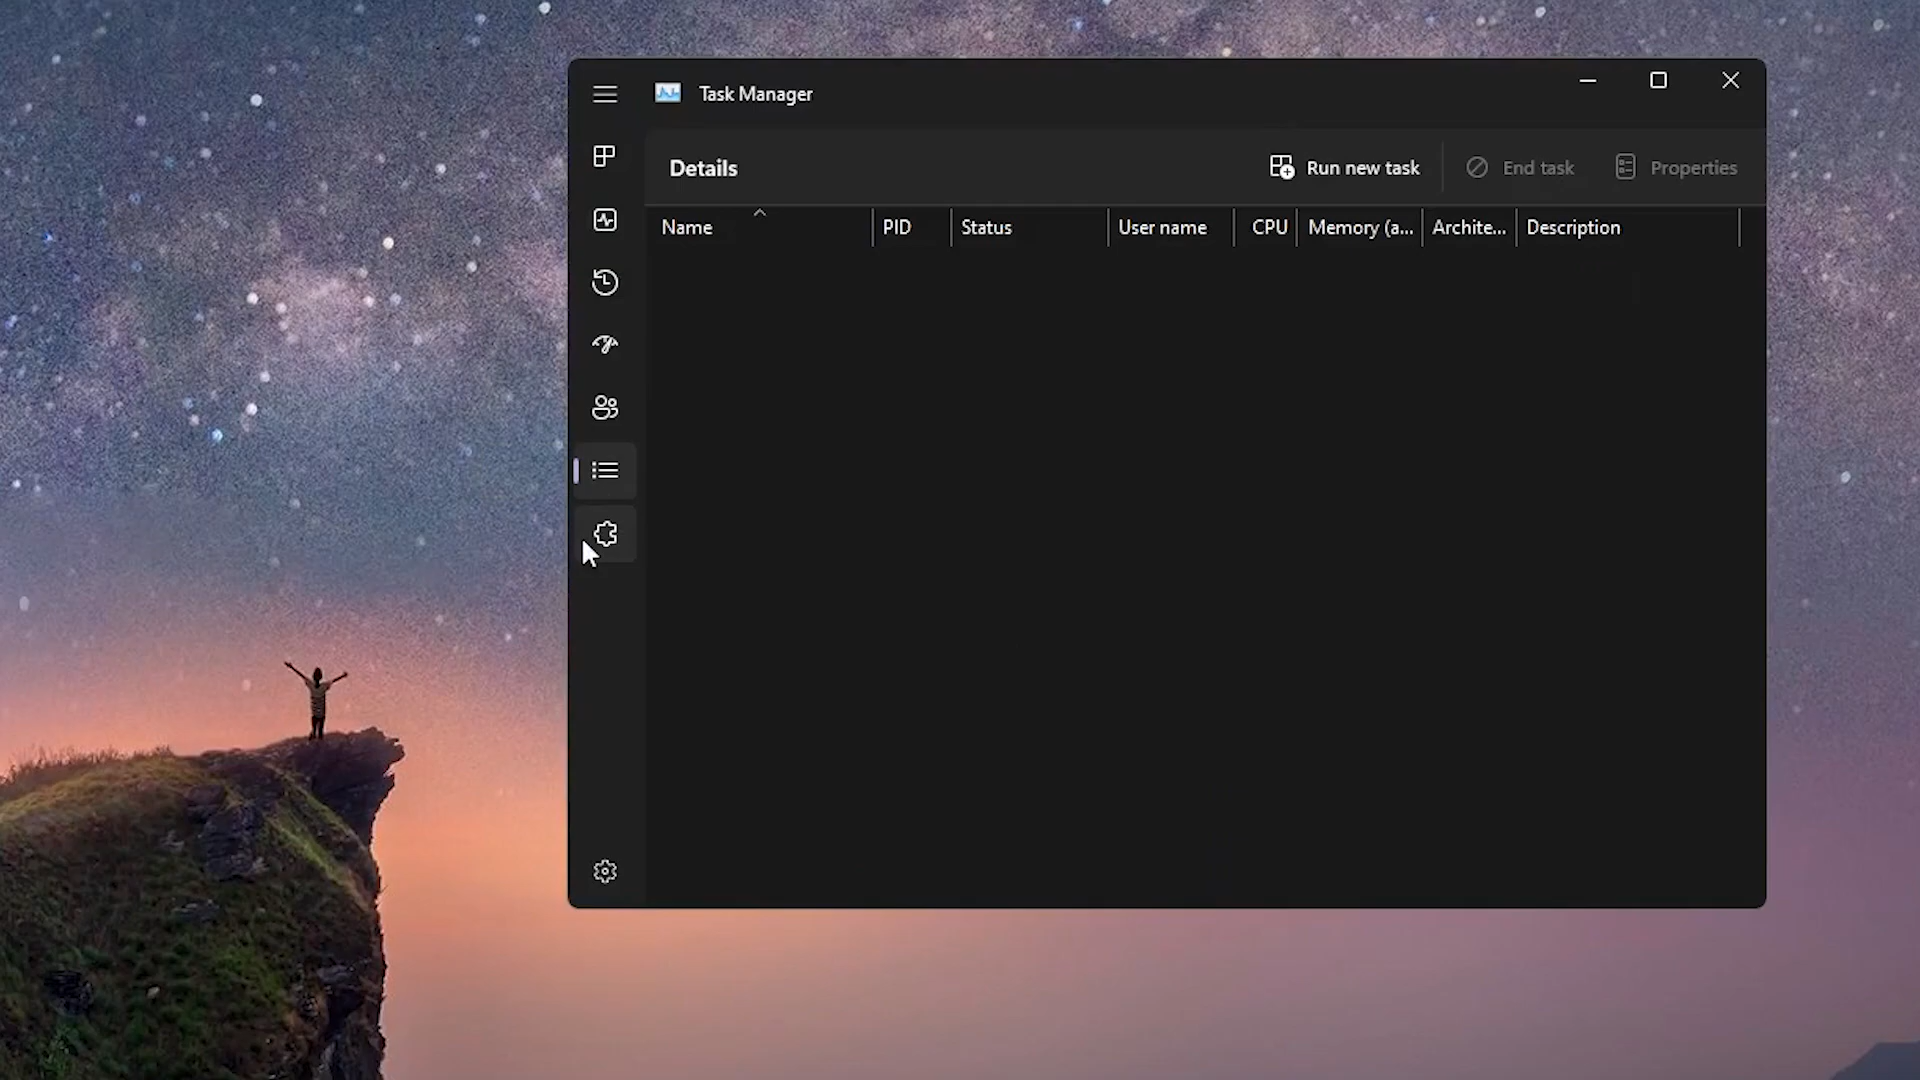 Task Manager
Details
Run new task
End task
Properties
Name
PID
Status
User name
CPU
Memory (a...
Archite...
Description